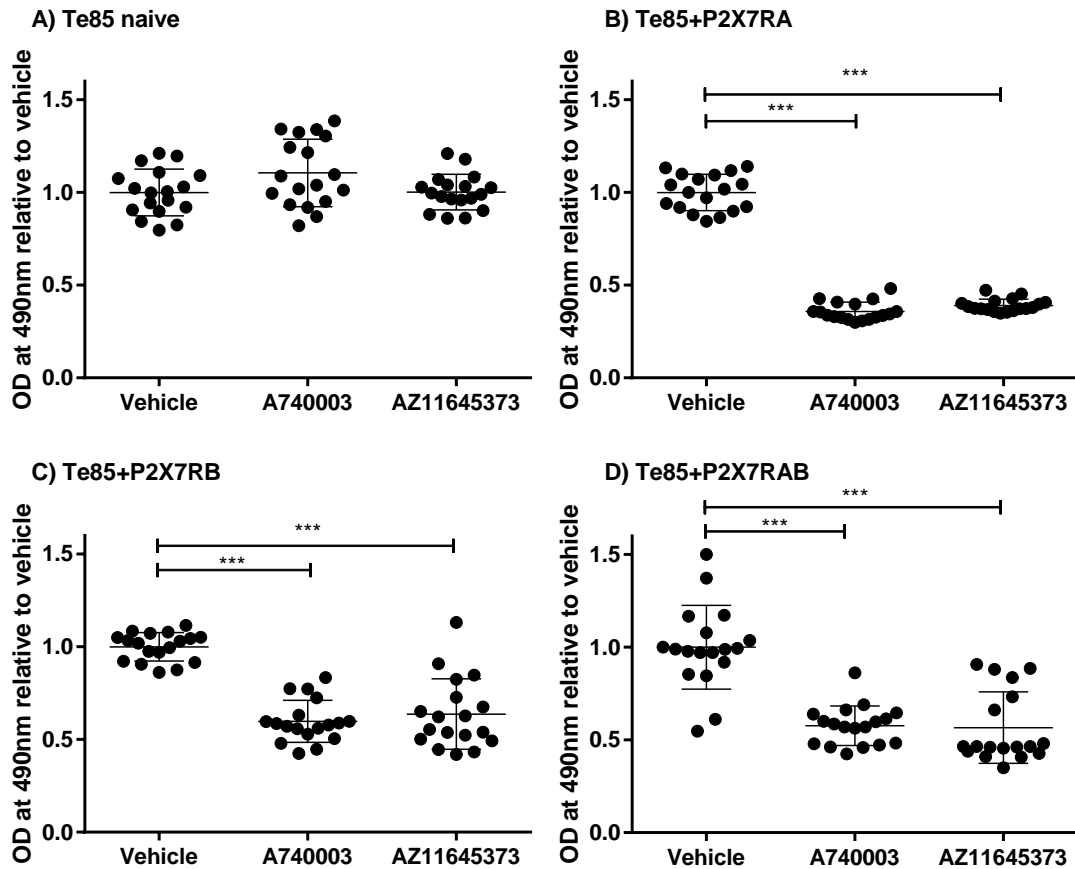 A) Te85 naive
OD at 490nm relative to vehicle
1.5
1.0
0.5
0.0
Vehicle A740003 AZ11645373
B) Te85+P2X7RA
OD at 490nm relative to vehicle
***
***
1.5
1.0
0.5
0.0
Vehicle A740003 AZ11645373
C) Te85+P2X7RB
OD at 490nm relative to vehicle
***
***
1.5
1.0
0.5
0.0
Vehicle A740003 AZ11645373
D) Te85+P2X7RAB
OD at 490nm relative to vehicle
***
***
1.5
1.0
0.5
0.0
Vehicle A740003 AZ11645373